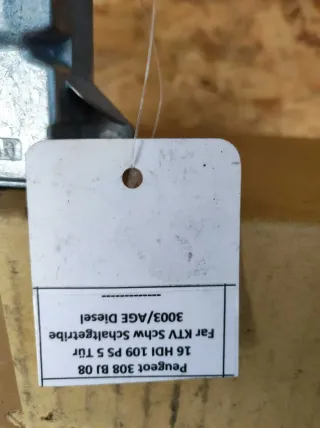 Peugeot 308 BJ 08
16 HDI 109 PS 5 Tür
Far KTV Schw Schaltgetribe
3003/AGE Diesel
------------